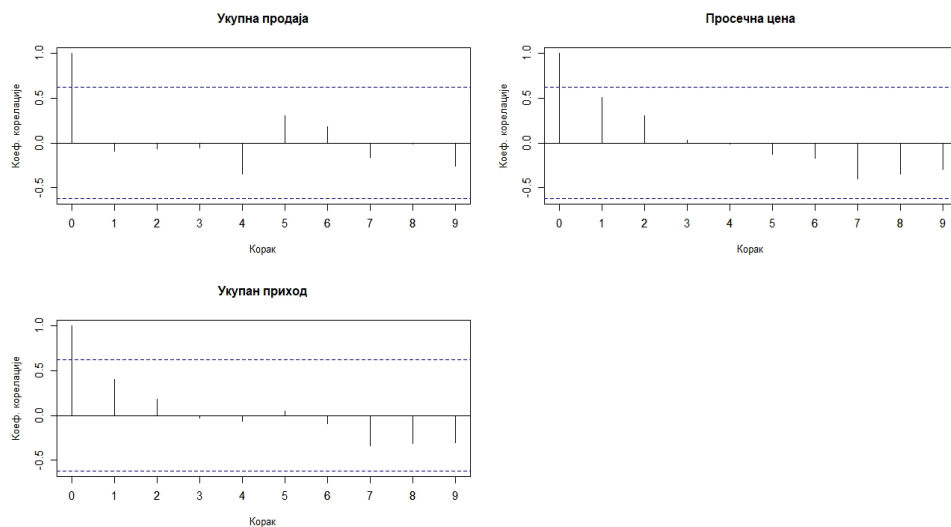 Укупна продаја
Коеф. корелације
1.0
0.5
0.0
-0.5
0 1 2 3 4 5 6 7 8 9
Корак
Просечна цена
Коеф. корелације
1.0
0.5
0.0
-0.5
0 1 2 3 4 5 6 7 8 9
Корак
Укупан приход
Коеф. корелације
1.0
0.5
0.0
-0.5
0 1 2 3 4 5 6 7 8 9
Корак